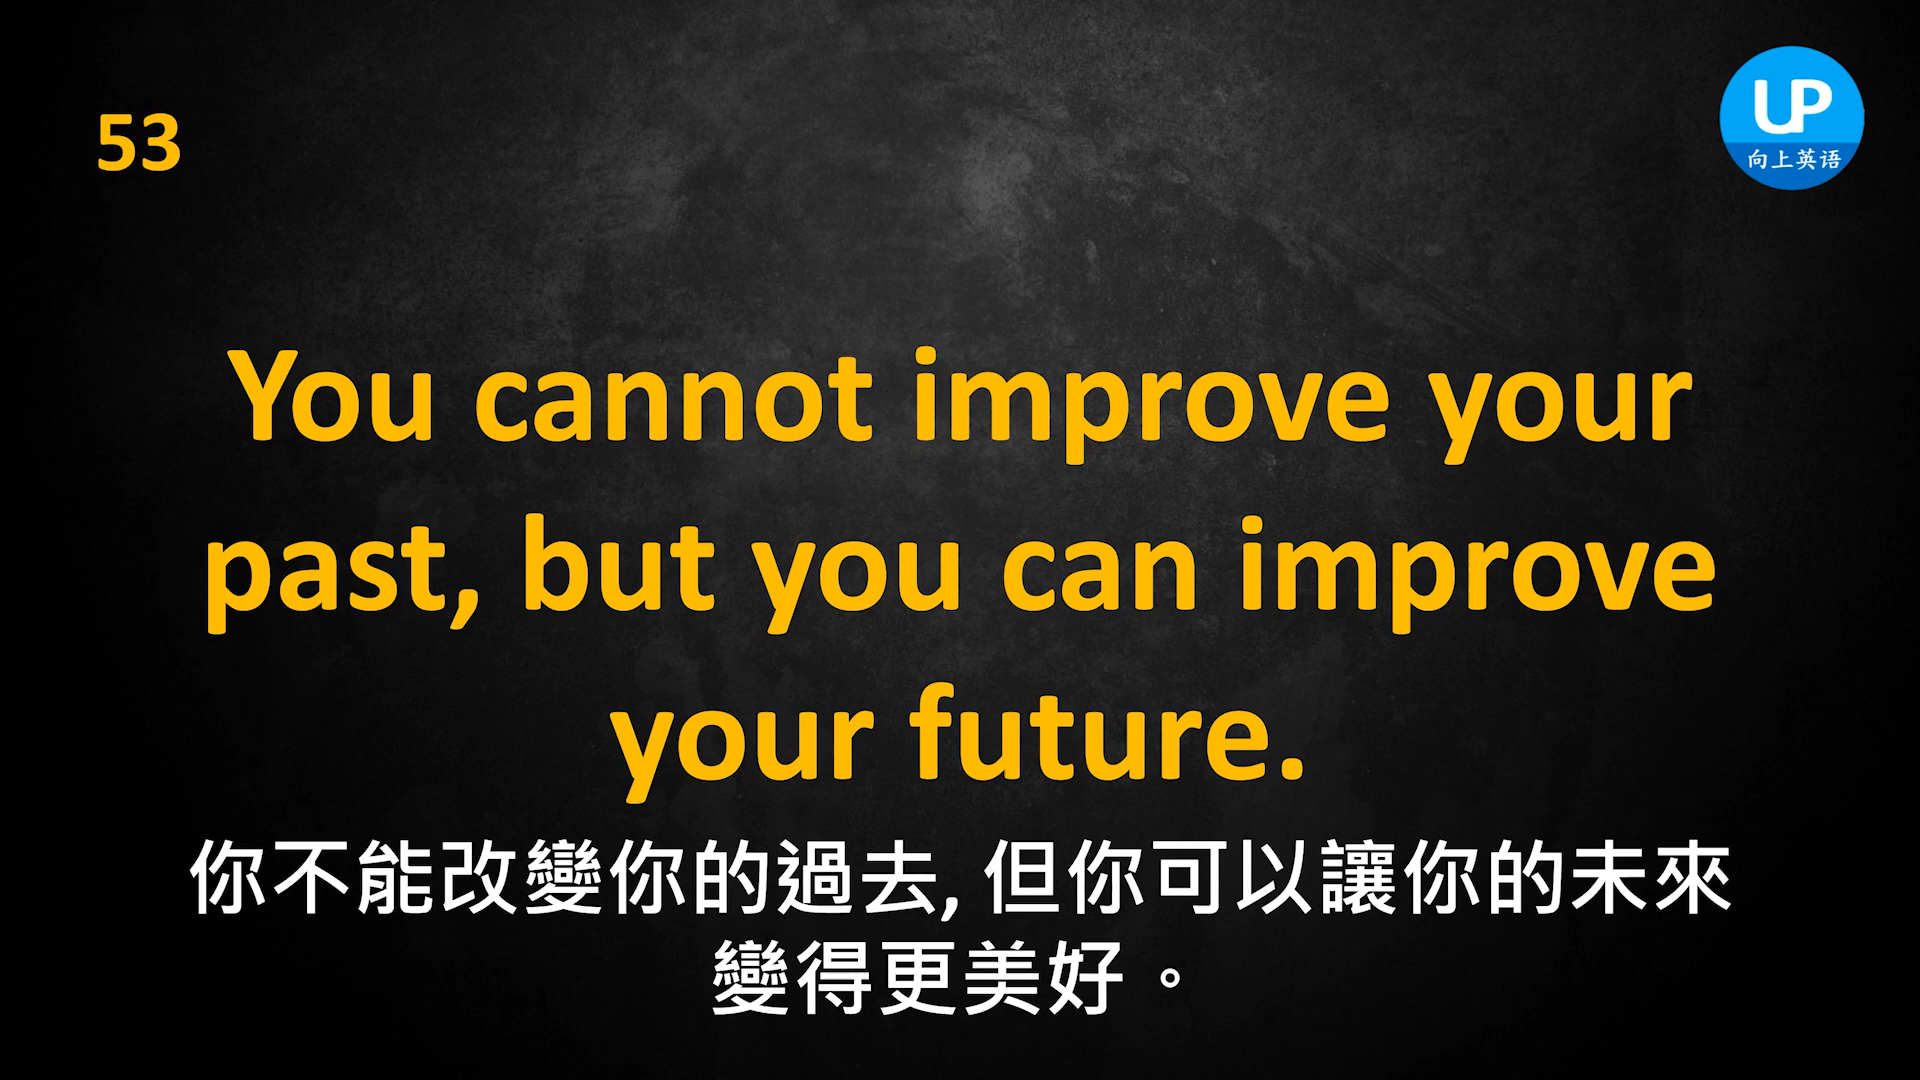 53
UP
向上英语
You cannot improve your
past, but you can improve
your future.
你不能改變你的過去, 但你可以讓你的未來
變得更美好。